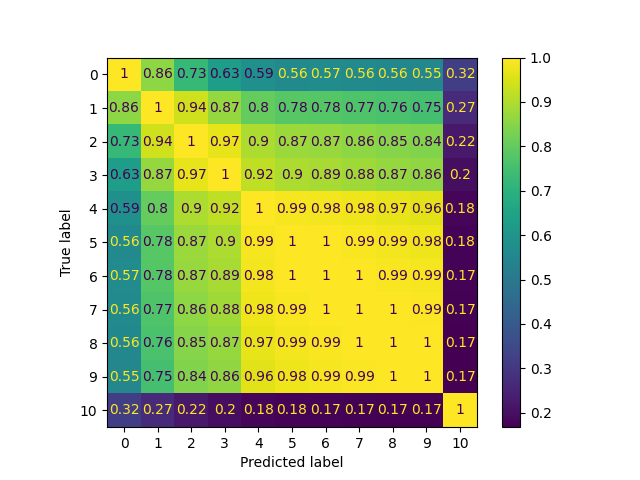 0 1 0.86 0.73 0.63 0.59 0.56 0.57 0.56 0.56 0.55 0.32
1 0.86 1 0.94 0.87 0.8 0.78 0.78 0.77 0.76 0.75 0.27
2 0.73 0.94 1 0.97 0.9 0.87 0.87 0.86 0.85 0.84 0.22
3 0.63 0.87 0.97 1 0.92 0.9 0.89 0.88 0.87 0.86 0.2
4 0.59 0.8 0.9 0.92 1 0.99 0.98 0.98 0.97 0.96 0.18
5 0.56 0.78 0.87 0.9 0.99 1 1 0.99 0.99 0.98 0.18
6 0.57 0.78 0.87 0.89 0.98 1 1 1 0.99 0.99 0.17
7 0.56 0.77 0.86 0.88 0.98 0.99 1 1 1 0.99 0.17
8 0.56 0.76 0.85 0.87 0.97 0.99 0.99 1 1 1 0.17
9 0.55 0.75 0.84 0.86 0.96 0.98 0.99 0.99 1 1 0.17
10 0.32 0.27 0.22 0.2 0.18 0.18 0.17 0.17 0.17 0.17 1
0 1 2 3 4 5 6 7 8 9 10
Predicted label
True label
1.0
0.9
0.8
0.7
0.6
0.5
0.4
0.3
0.2